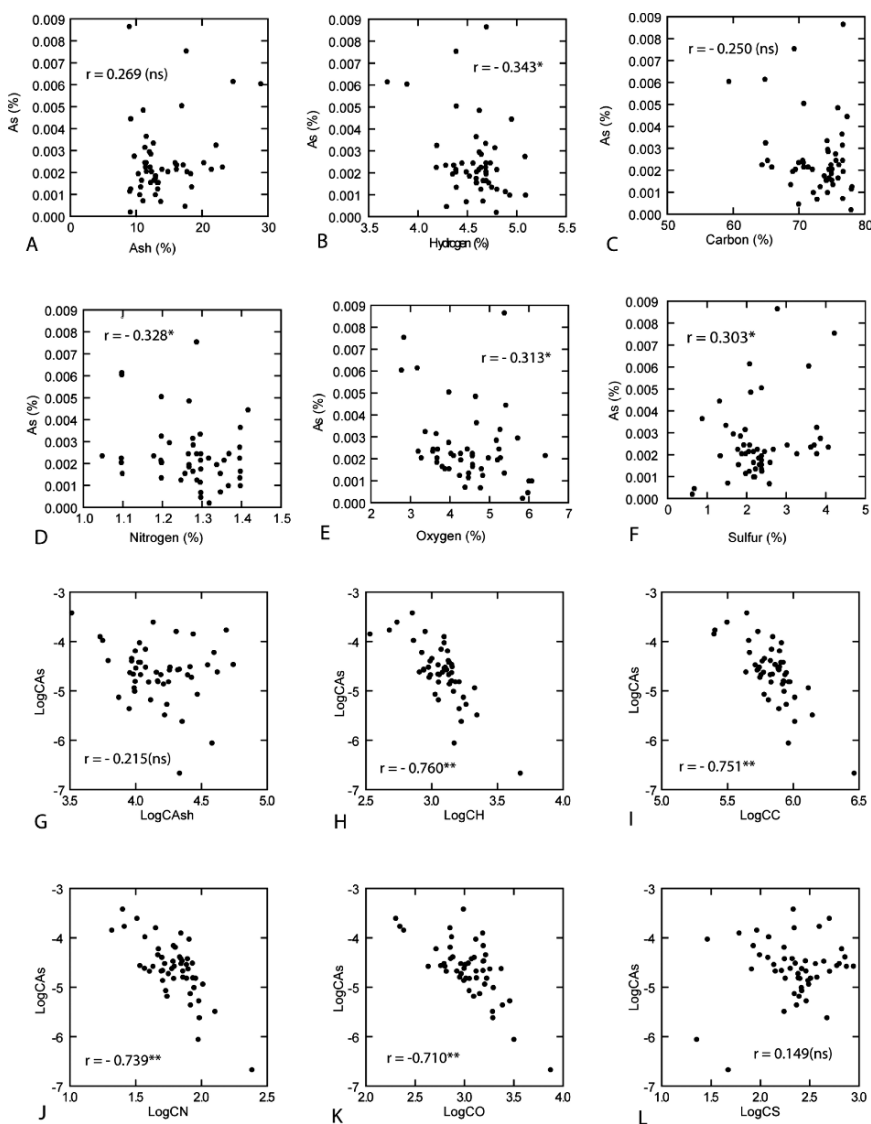 0.009
0.008
0.007
0.006
0.005
0.004
0.003
0.002
0.001
0.000
As (%)
r = 0.269 (ns)
0 10 20 30
A
Ash (%)
0.009
0.008
0.007
0.006
0.005
0.004
0.003
0.002
0.001
0.000
As (%)
r = - 0.343*
3.5 4.0 4.5 5.0 5.5
B
Hydrogen (%)
0.009
0.008
0.007
0.006
0.005
0.004
0.003
0.002
0.001
0.000
As (%)
r = - 0.250 (ns)
50 60 70 80
C
Carbon (%)
0.009
0.008
0.007
0.006
0.005
0.004
0.003
0.002
0.001
0.000
As (%)
r = - 0.328*
1.0 1.1 1.2 1.3 1.4 1.5
D
Nitrogen (%)
0.009
0.008
0.007
0.006
0.005
0.004
0.003
0.002
0.001
0.000
As (%)
r = - 0.313*
2 3 4 5 6 7
E
Oxygen (%)
0.009
0.008
0.007
0.006
0.005
0.004
0.003
0.002
0.001
0.000
As (%)
r = 0.303*
0 1 2 3 4 5
F
Sulfur (%)
-3
-4
-5
-6
-7
LogCAs
r = - 0.215(ns)
3.5 4.0 4.5 5.0
G
LogCAsh
-3
-4
-5
-6
-7
LogCAs
r = - 0.760**
2.5 3.0 3.5 4.0
H
LogCH
-3
-4
-5
-6
-7
LogCAs
r = - 0.751**
5.0 5.5 6.0 6.5
I
LogCC
-3
-4
-5
-6
-7
LogCAs
r = - 0.739**
1.0 1.5 2.0 2.5
J
LogCN
-3
-4
-5
-6
-7
LogCAs
r = -0.710**
2.0 2.5 3.0 3.5 4.0
K
LogCO
-3
-4
-5
-6
-7
LogCAs
r = 0.149(ns)
1.0 1.5 2.0 2.5 3.0
L
LogCS